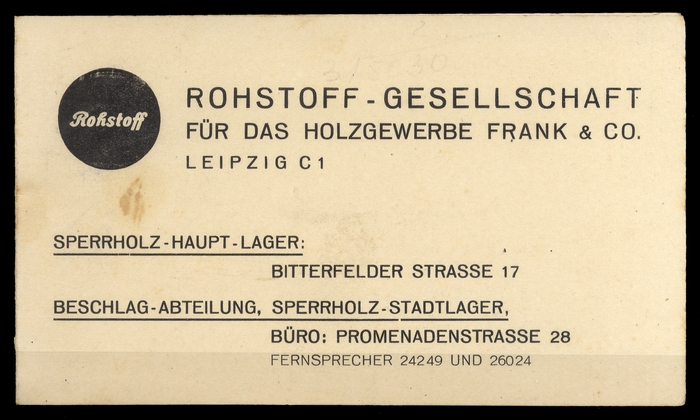 Rohstoff
ROHSTOFF-GESELLSCHAFT
FÜR DAS HOLZGEWERBE FRANK & CO.
LEIPZIG C1
SPERRHOLZ-HAUPT-LAGER:
BITTERFELDER STRASSE 17
BESCHLAG-ABTEILUNG, SPERRHOLZ-STADTLAGER,
BÜRO: PROMENADENSTRASSE 28
FERNSPRECHER 24249 UND 26024